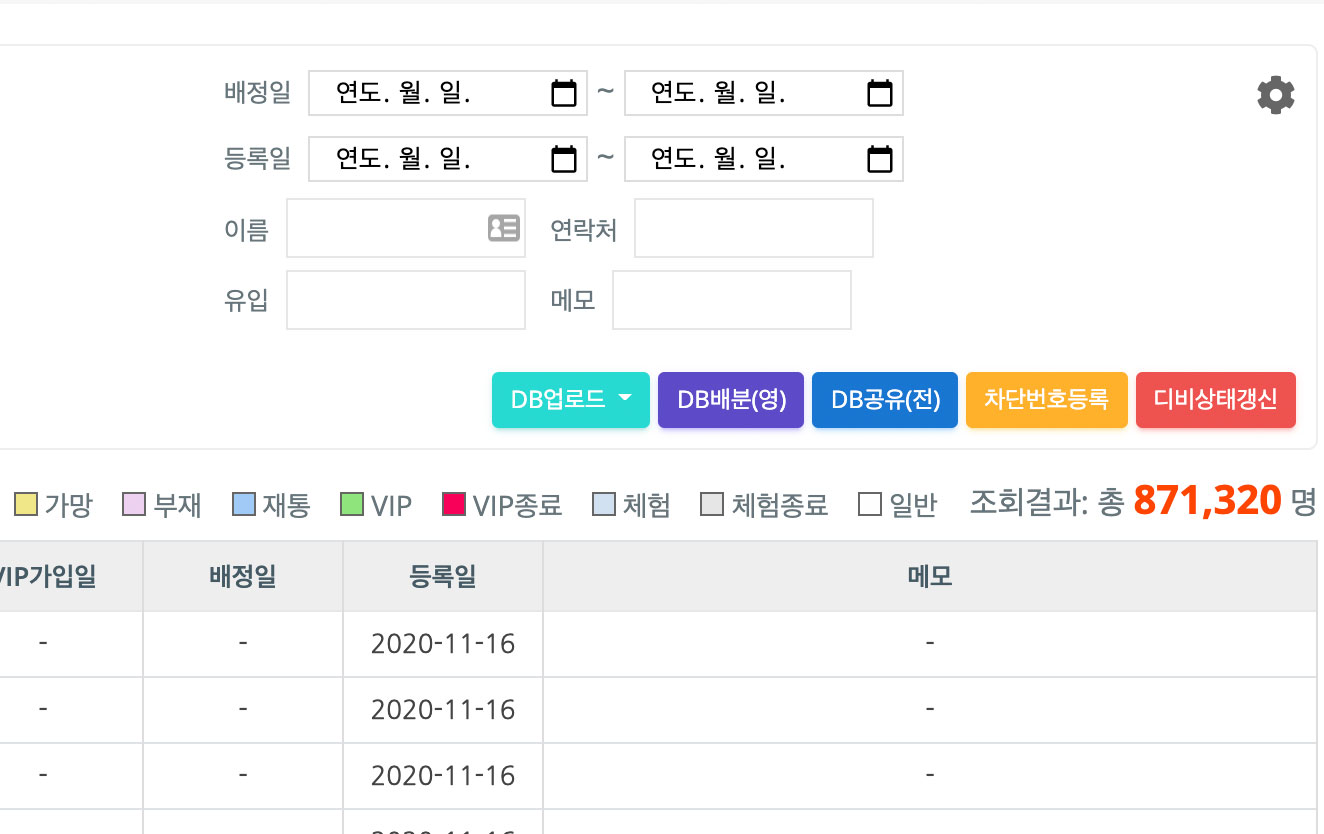 배정일 연도. 월. 일. ~ 연도. 월. 일.
등록일 연도. 월. 일. ~ 연도. 월. 일.
이름 연락처
유입 메모
DB업로드 DB배분(영) DB공유(전) 차단번호등록 디비상태갱신
가망 부재 재통 VIP VIP종료 체험 체험종료 일반 조회결과: 총 871,320 명
VIP가입일 배정일 등록일 메모
- - 2020-11-16 -
- - 2020-11-16 -
- - 2020-11-16 -